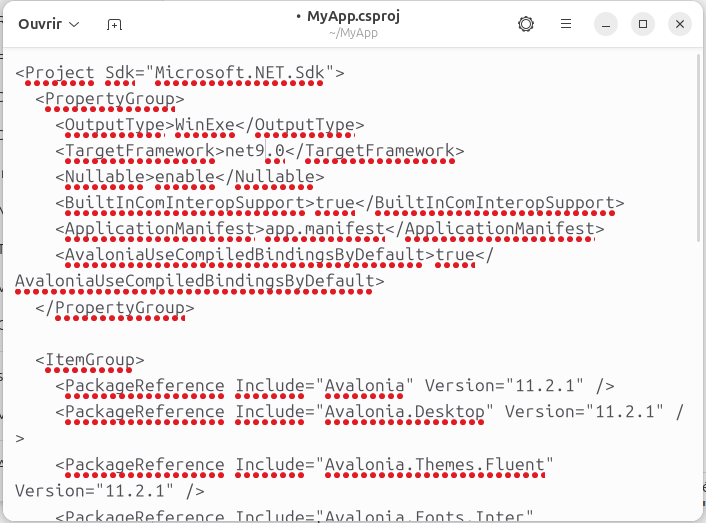 Ouvrir
• MyApp.csproj
~/MyApp
<Project Sdk="Microsoft.NET.Sdk">
<PropertyGroup>
<OutputType>WinExe</OutputType>
<TargetFramework>net9.0</TargetFramework>
<Nullable>enable</Nullable>
<BuiltInComInteropSupport>true</BuiltInComInteropSupport>
<ApplicationManifest>app.manifest</ApplicationManifest>
<AvaloniaUseCompiledBindingsByDefault>true</
AvaloniaUseCompiledBindingsByDefault>
</PropertyGroup>
<ItemGroup>
<PackageReference Include="Avalonia" Version="11.2.1" />
<PackageReference Include="Avalonia.Desktop" Version="11.2.1" /
>
<PackageReference Include="Avalonia.Themes.Fluent"
Version="11.2.1" />
<PackageReference Include="Avalonia.Fonts.Inter"